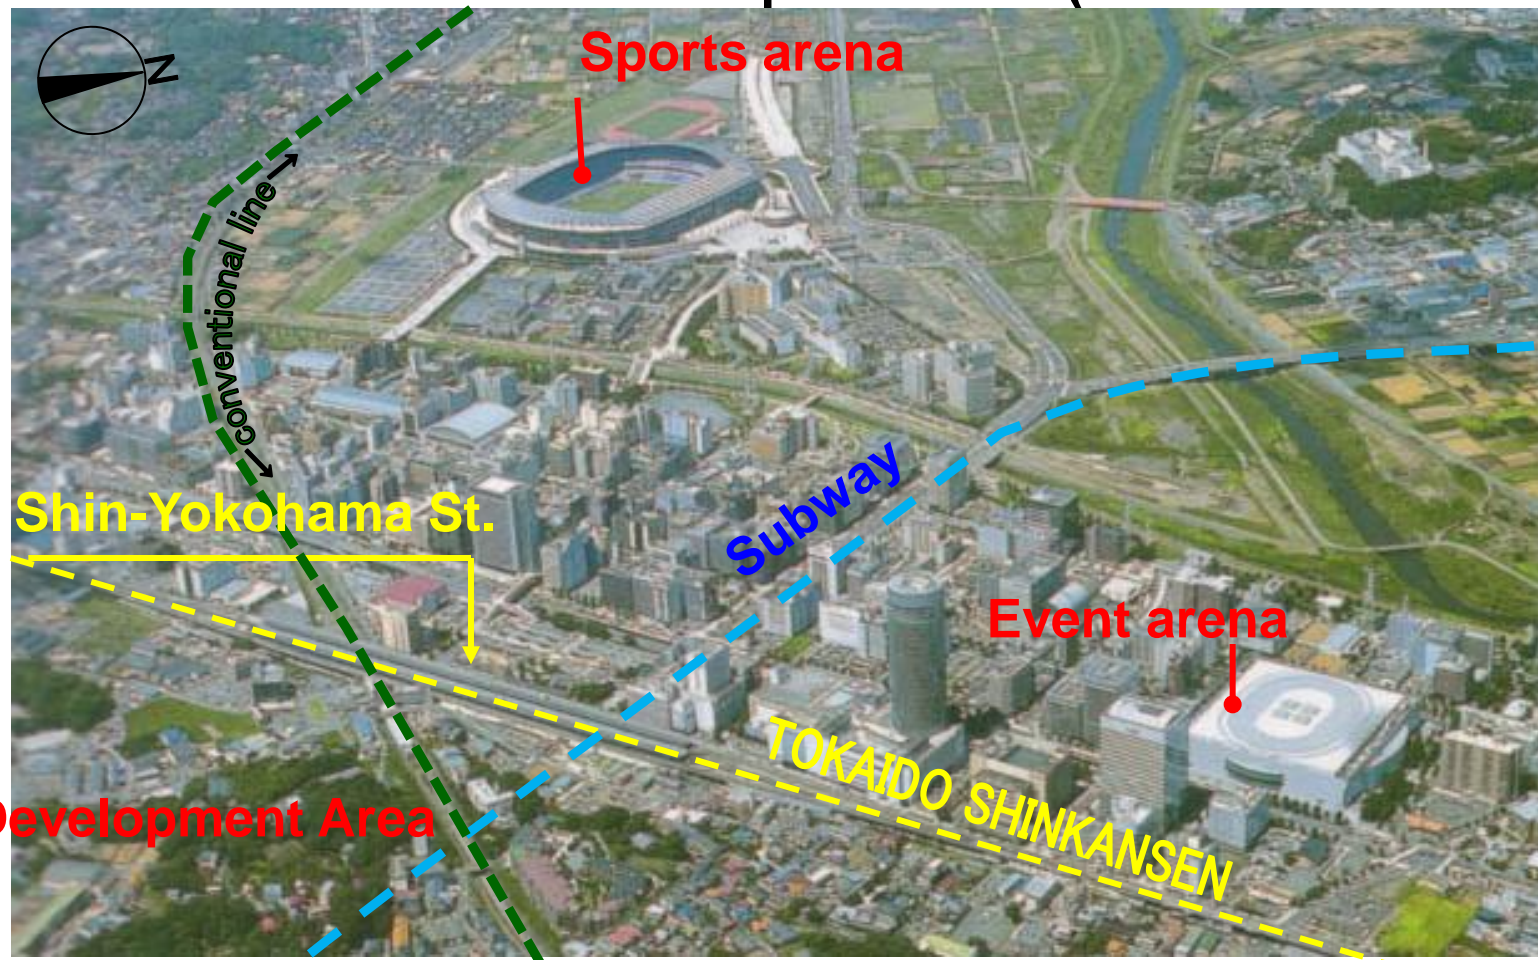 N
Sports arena
conventional line
Shin-Yokohama St.
Subway
Event arena
TOKAIDO SHINKANSEN
Development Area